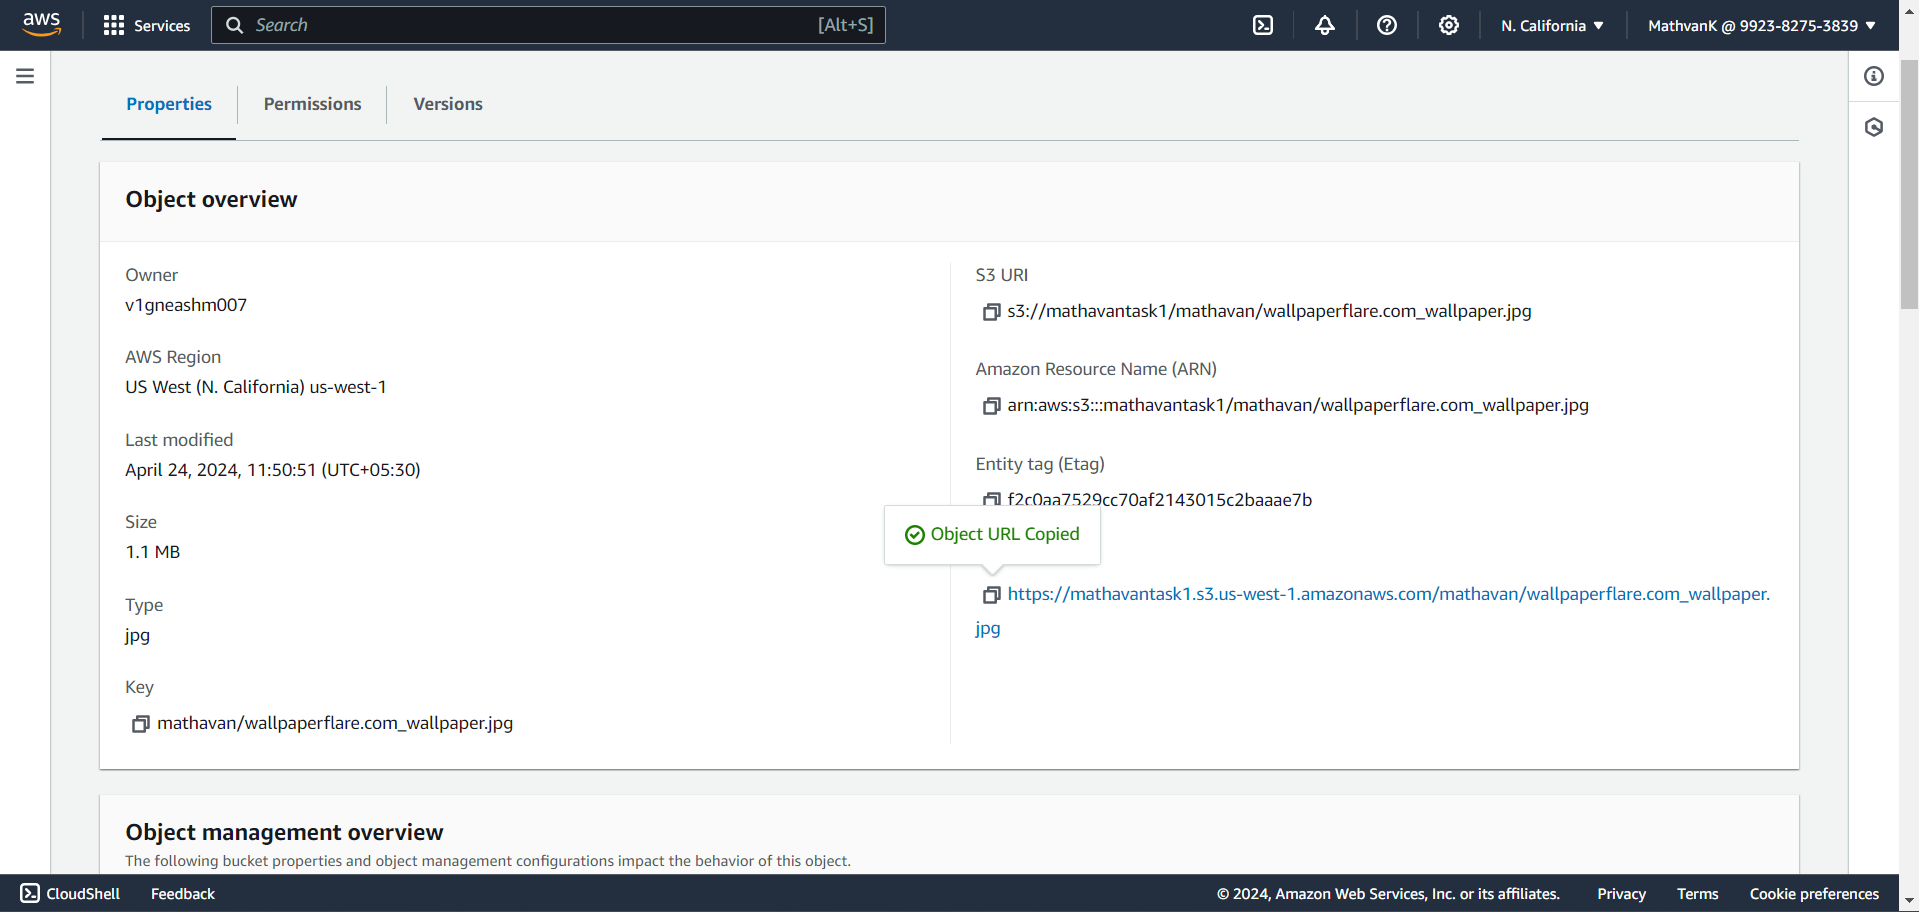 aws
Services
Search
[Alt+S]
N. California
MathvanK @ 9923-8275-3839
Properties
Permissions
Versions
Object overview
Owner
v1gneashm007
AWS Region
US West (N. California) us-west-1
Last modified
April 24, 2024, 11:50:51 (UTC+05:30)
Size
1.1 MB
Type
jpg
Key
mathavan/wallpaperflare.com_wallpaper.jpg
S3 URI
s3://mathavantask1/mathavan/wallpaperflare.com_wallpaper.jpg
Amazon Resource Name (ARN)
arn:aws:s3:::mathavantask1/mathavan/wallpaperflare.com_wallpaper.jpg
Entity tag (Etag)
f2c0aa7529cc70af2143015c2baaae7b
Object URL Copied
https://mathavantask1.s3.us-west-1.amazonaws.com/mathavan/wallpaperflare.com_wallpaper.
jpg
Object management overview
The following bucket properties and object management configurations impact the behavior of this object.
CloudShell
Feedback
© 2024, Amazon Web Services, Inc. or its affiliates.
Privacy
Terms
Cookie preferences